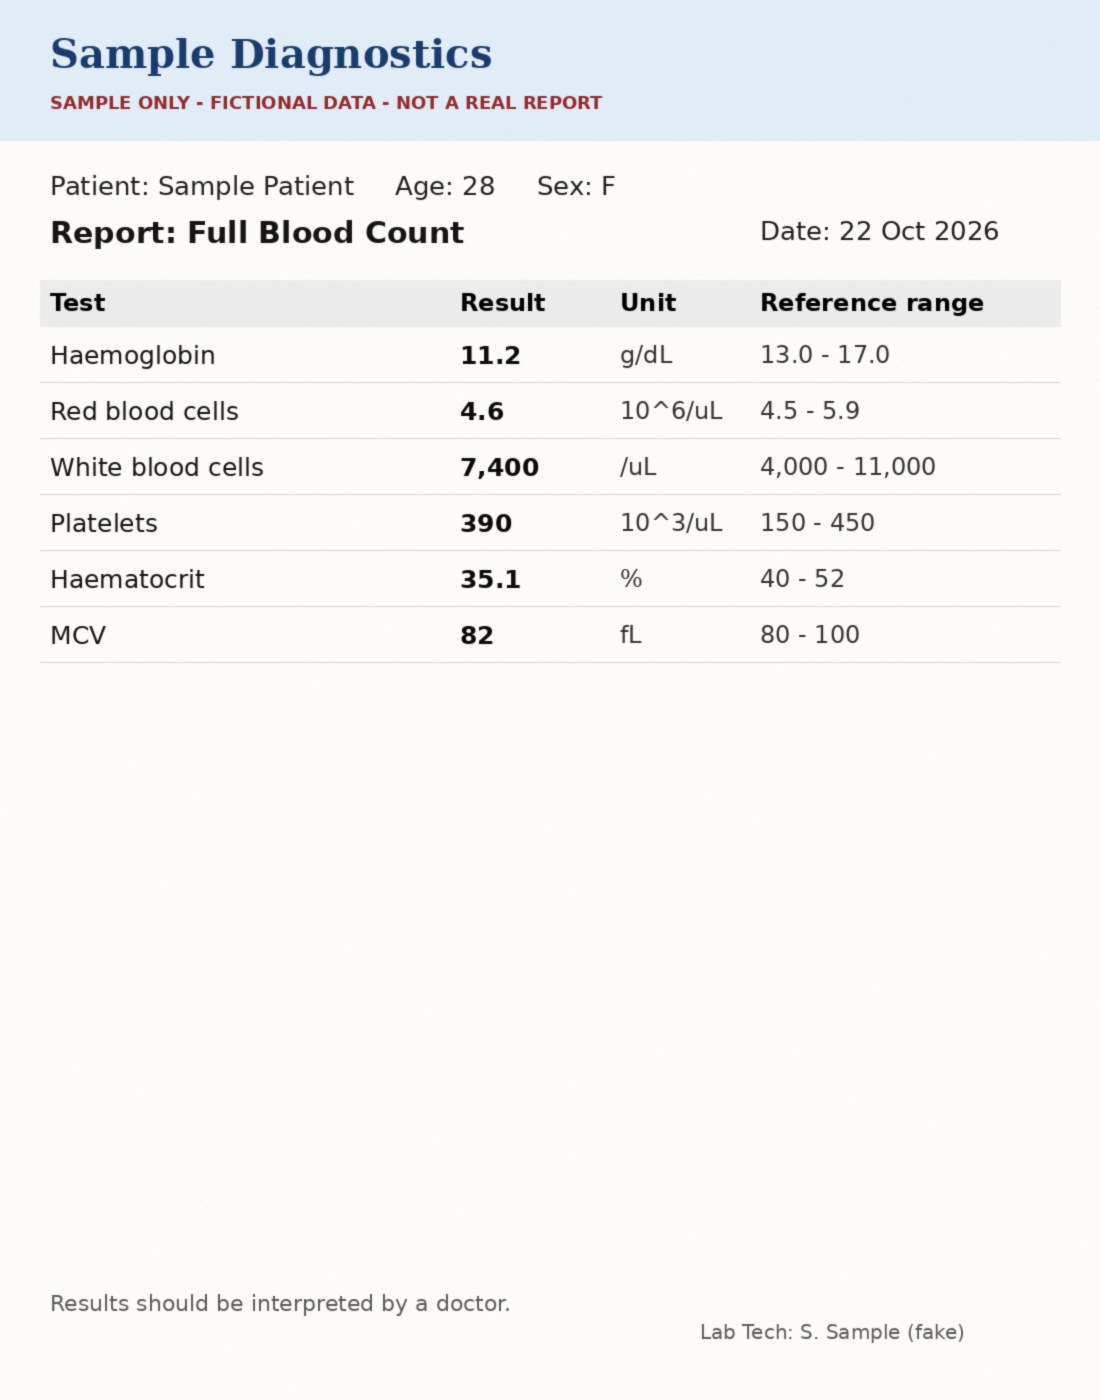 Sample Diagnostics
SAMPLE ONLY - FICTIONAL DATA - NOT A REAL REPORT
Patient: Sample Patient Age: 28 Sex: F
Report: Full Blood Count Date: 22 Oct 2026
Test Result Unit Reference range
Haemoglobin 11.2 g/dL 13.0 - 17.0
Red blood cells 4.6 10^6/uL 4.5 - 5.9
White blood cells 7,400 /uL 4,000 - 11,000
Platelets 390 10^3/uL 150 - 450
Haematocrit 35.1 % 40 - 52
MCV 82 fL 80 - 100
Results should be interpreted by a doctor.
Lab Tech: S. Sample (fake)